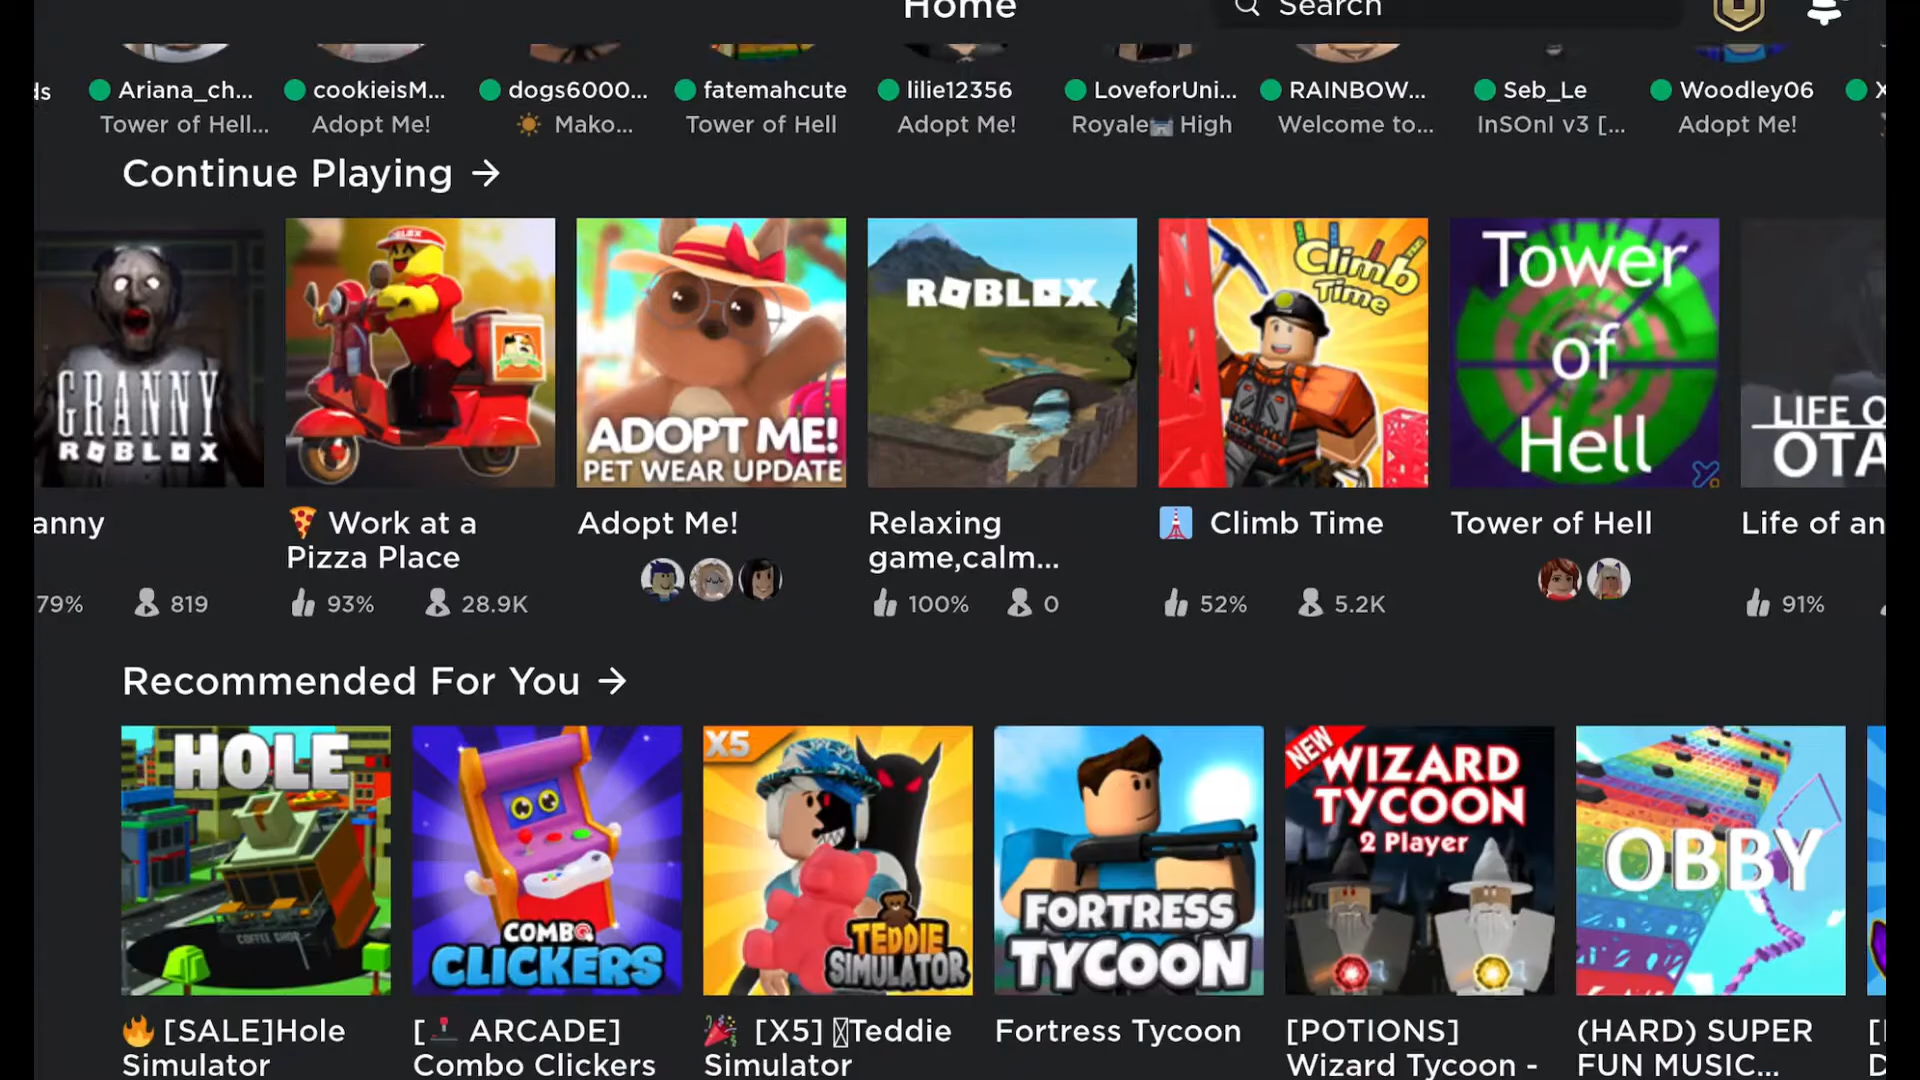 Home
Search
ds
Ariana_ch...
cookieisM...
dogs6000...
fatemahcute
lilie12356
LoveforUni...
RAINBOW...
Seb_Le
Woodley06
X
Tower of Hell...
Adopt Me!
☀️ Mako...
Tower of Hell
Adopt Me!
Royale🏰 High
Welcome to...
InSOnI v3 [...
Adopt Me!
Continue Playing →
GRANNY
ROBLOX
ROBLOX
ADOPT ME!
PET WEAR UPDATE
ROBLOX
Climb
Time
Tower
of
Hell
LIFE O
OTA
anny
🍕 Work at a
Pizza Place
Adopt Me!
Relaxing
game,calm...
🗼 Climb Time
Tower of Hell
Life of an
79% 819
93% 28.9K
100% 0
52% 5.2K
91%
Recommended For You →
HOLE
COFFEE SHOP
COMBO
CLICKERS
X5
TEDDIE
SIMULATOR
FORTRESS
TYCOON
NEW
WIZARD
TYCOON
2 Player
OBBY
🔥 [SALE]Hole
Simulator
[🕹️ ARCADE]
Combo Clickers
🎉 [X5] Teddie
Simulator
Fortress Tycoon
[POTIONS]
Wizard Tycoon -
(HARD) SUPER
FUN MUSIC...
[
D